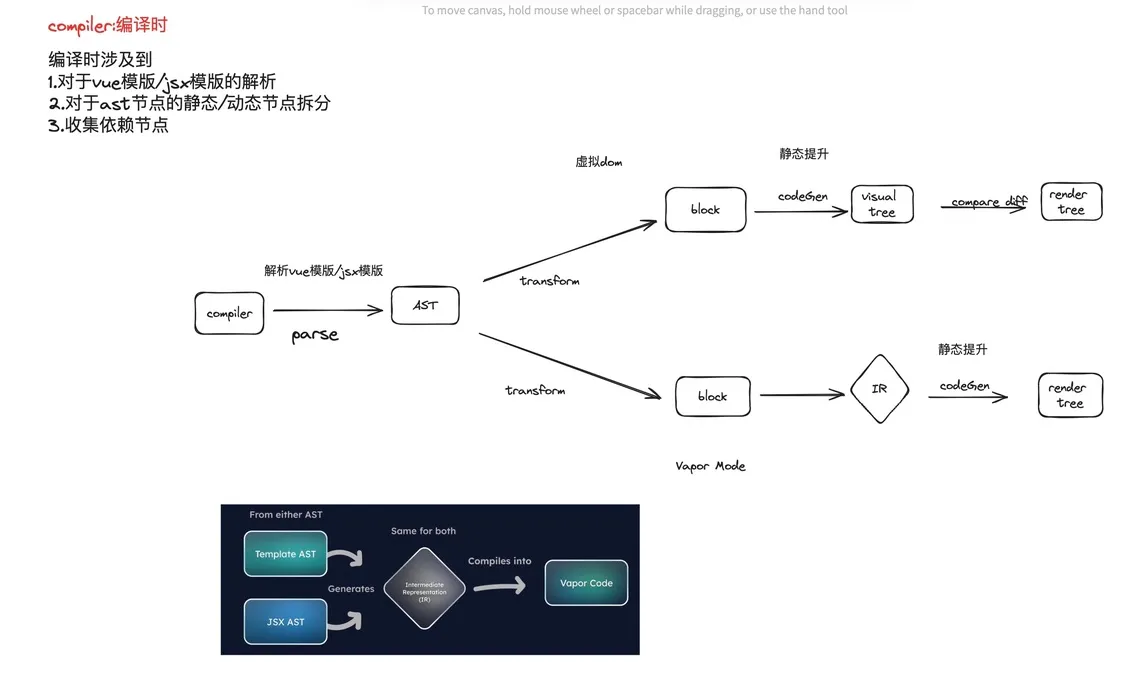 To move canvas, hold mouse wheel or spacebar while dragging, or use the hand tool
compiler:编译时
编译时涉及到
1.对于vue模版/jsx模版的解析
2.对于ast节点的静态/动态节点拆分
3.收集依赖节点
虚拟dom
静态提升
block
codeGen
visual
tree
compare diff
render
tree
transform
解析vue模版/jsx模版
compiler
parse
AST
transform
block
IR
静态提升
codeGen
render
tree
Vapor Mode
From either AST
Template AST
JSX AST
Generates
Same for both
Intermediate
Representation
(IR)
Compiles into
Vapor Code